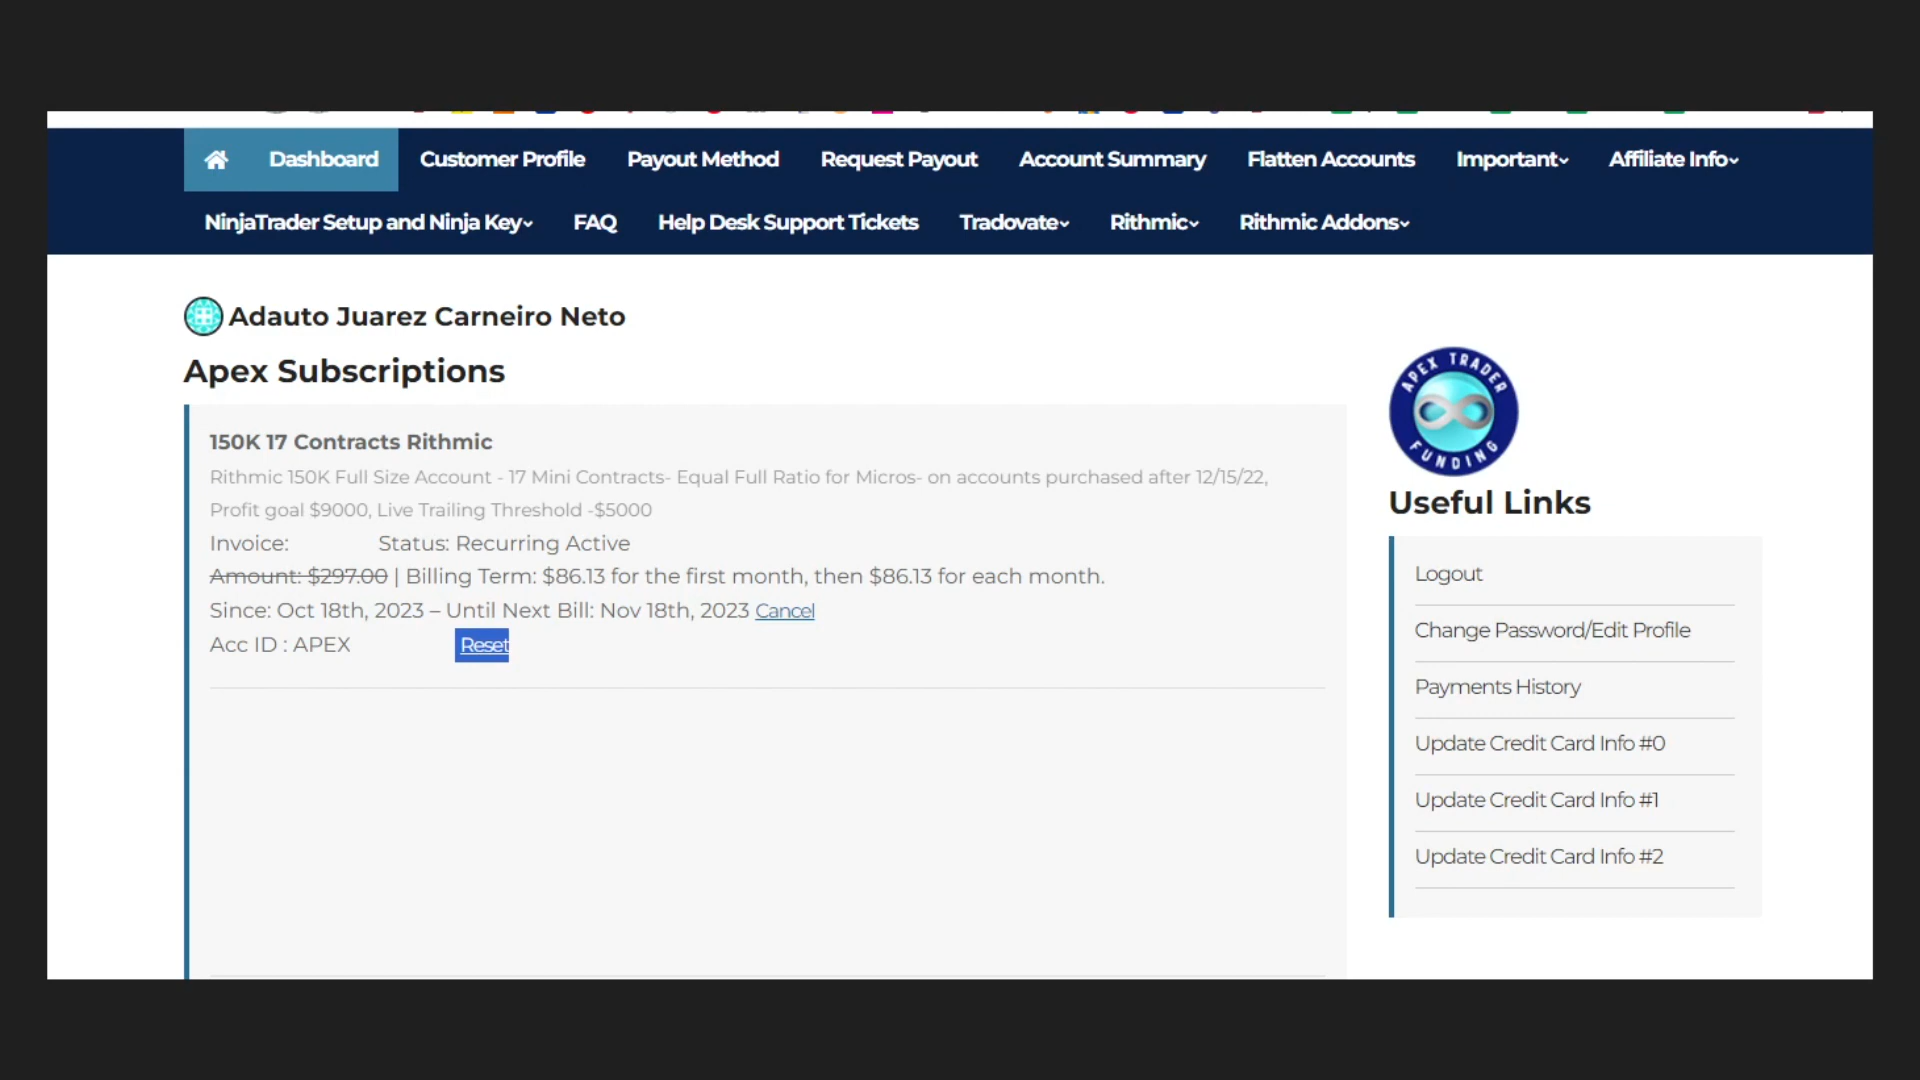 Dashboard Customer Profile Payout Method Request Payout Account Summary Flatten Accounts Important Affiliate Info
NinjaTrader Setup and Ninja Key FAQ Help Desk Support Tickets Tradovate Rithmic Rithmic Addons
Adauto Juarez Carneiro Neto
Apex Subscriptions
150K 17 Contracts Rithmic
Rithmic 150K Full Size Account - 17 Mini Contracts- Equal Full Ratio for Micros- on accounts purchased after 12/15/22,
Profit goal $9000, Live Trailing Threshold -$5000
Invoice: Status: Recurring Active
Amount: $297.00 | Billing Term: $86.13 for the first month, then $86.13 for each month.
Since: Oct 18th, 2023 – Until Next Bill: Nov 18th, 2023 Cancel
Acc ID : APEX Reset
APEX TRADER
FUNDING
Useful Links
Logout
Change Password/Edit Profile
Payments History
Update Credit Card Info #0
Update Credit Card Info #1
Update Credit Card Info #2